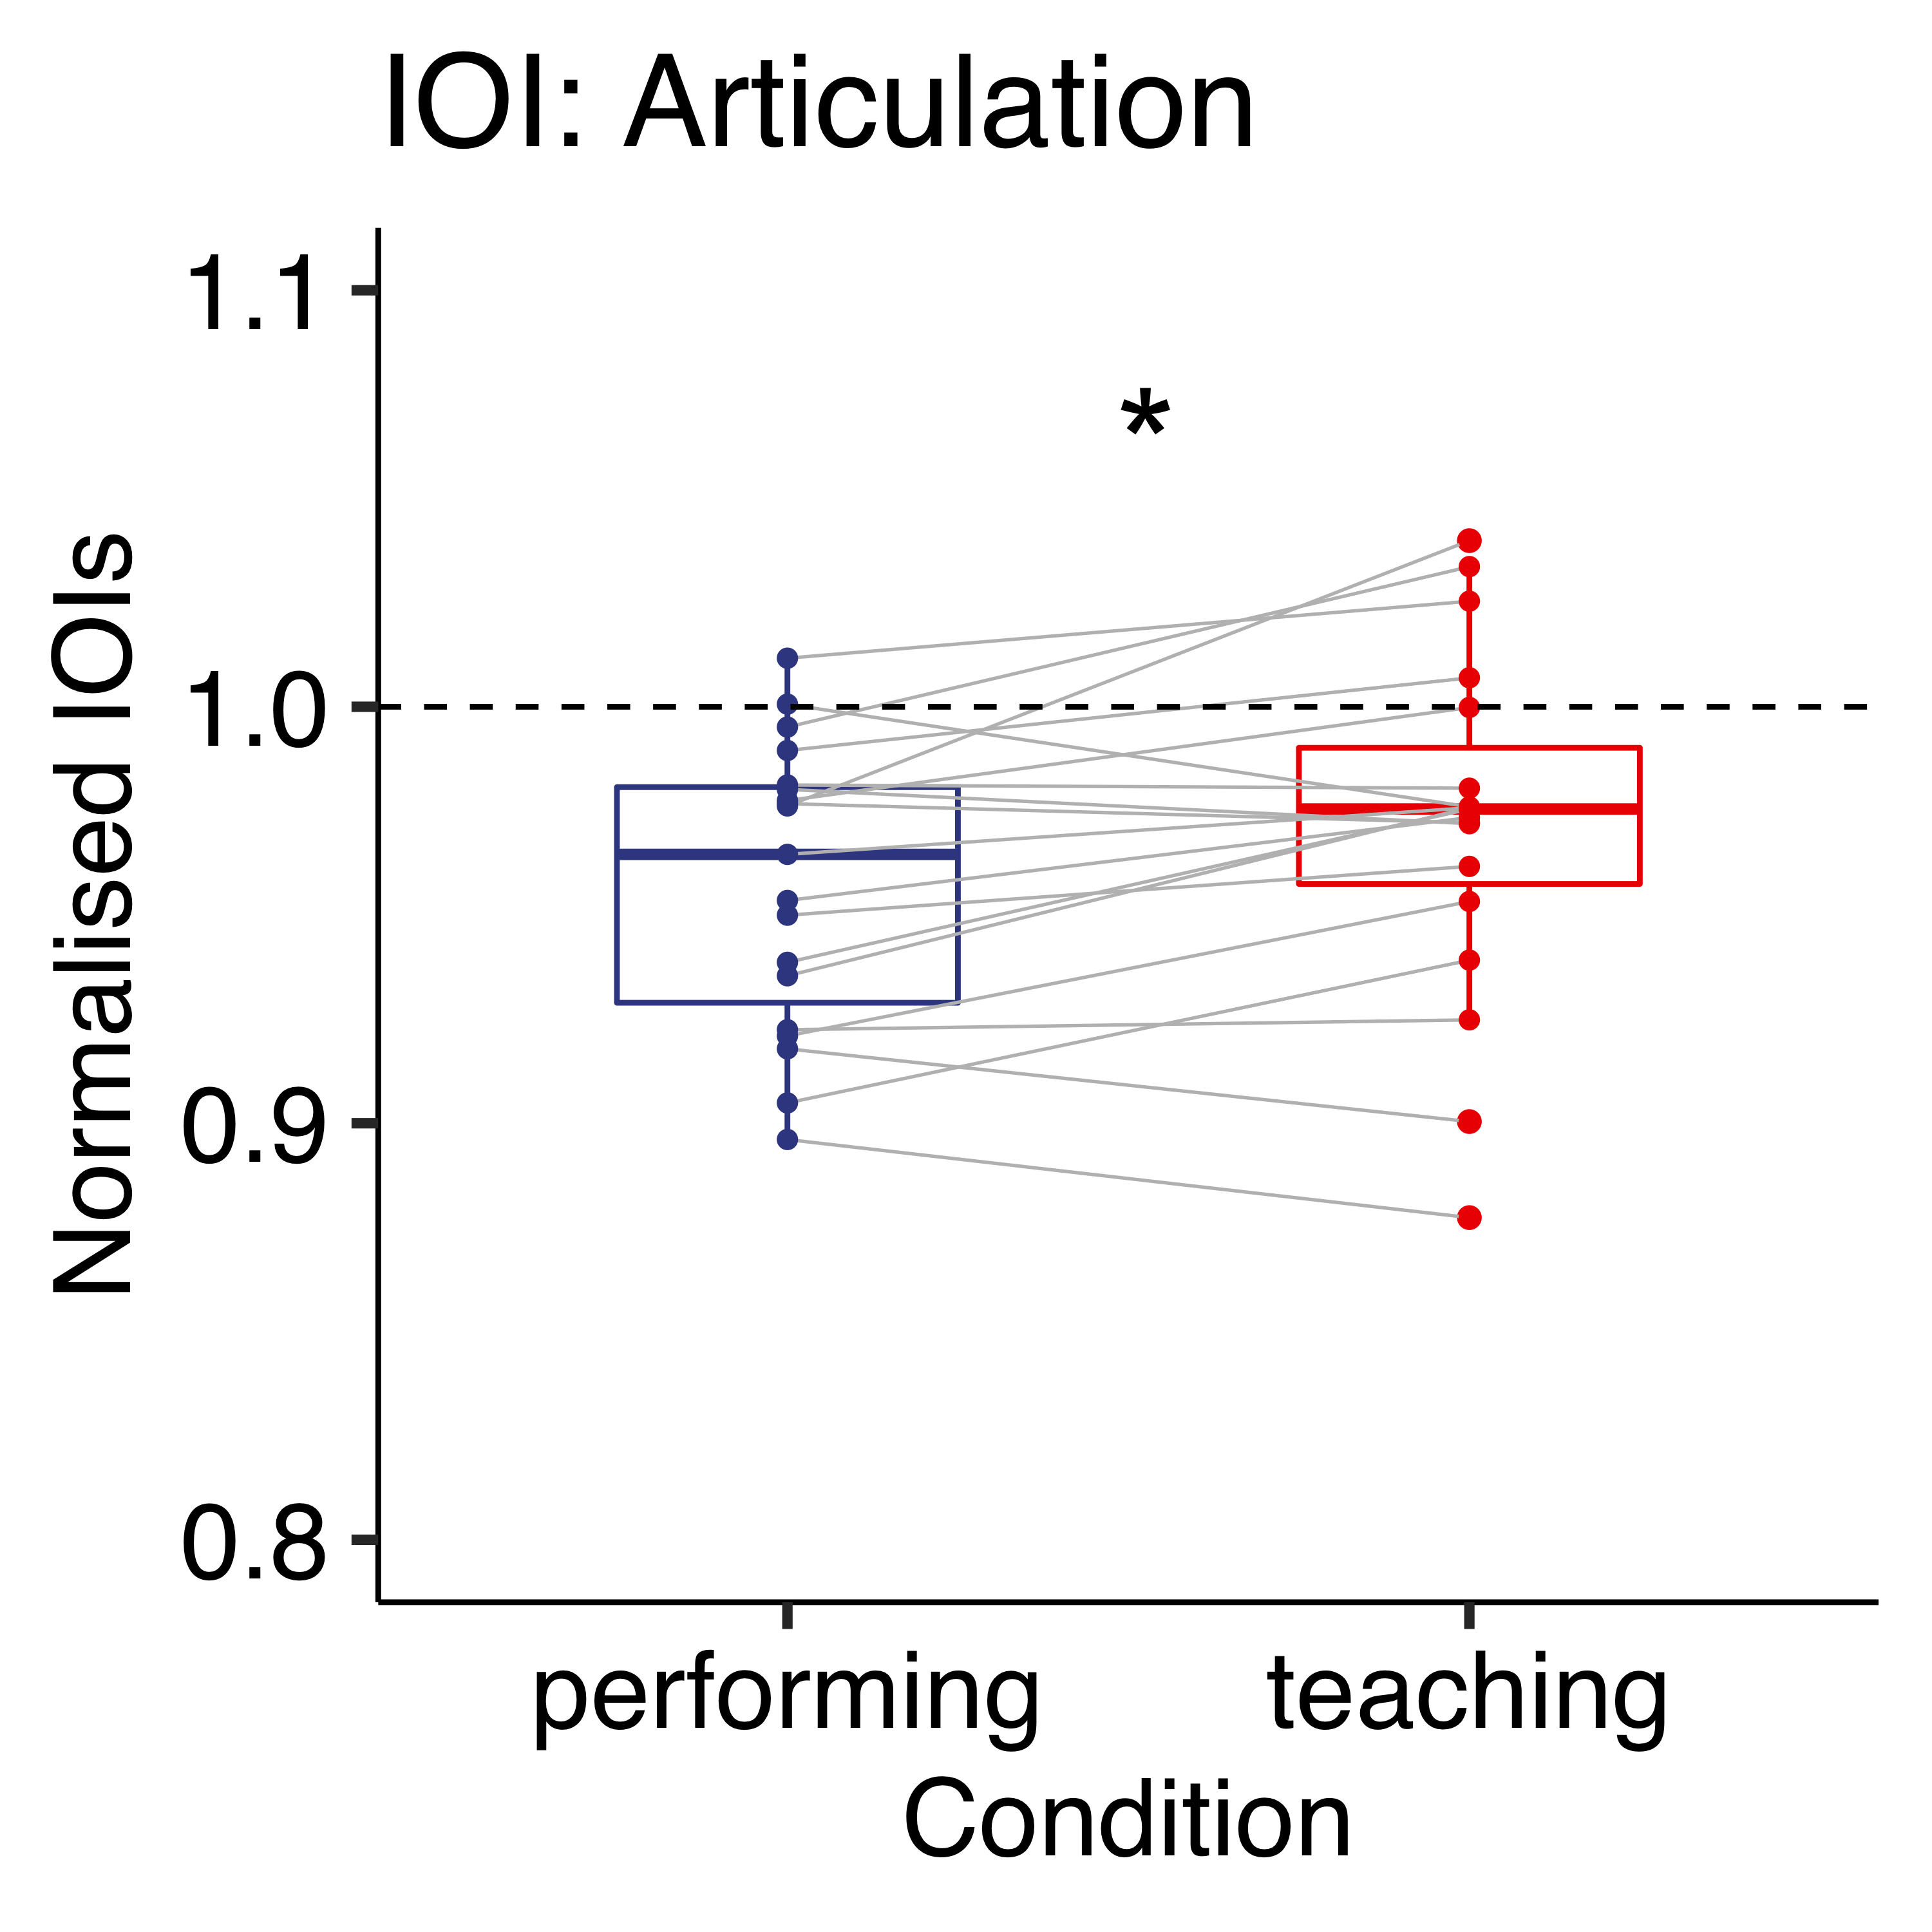 IOI: Articulation
Normalised IOIs
1.1
*
1.0
0.9
0.8
performing teaching
Condition